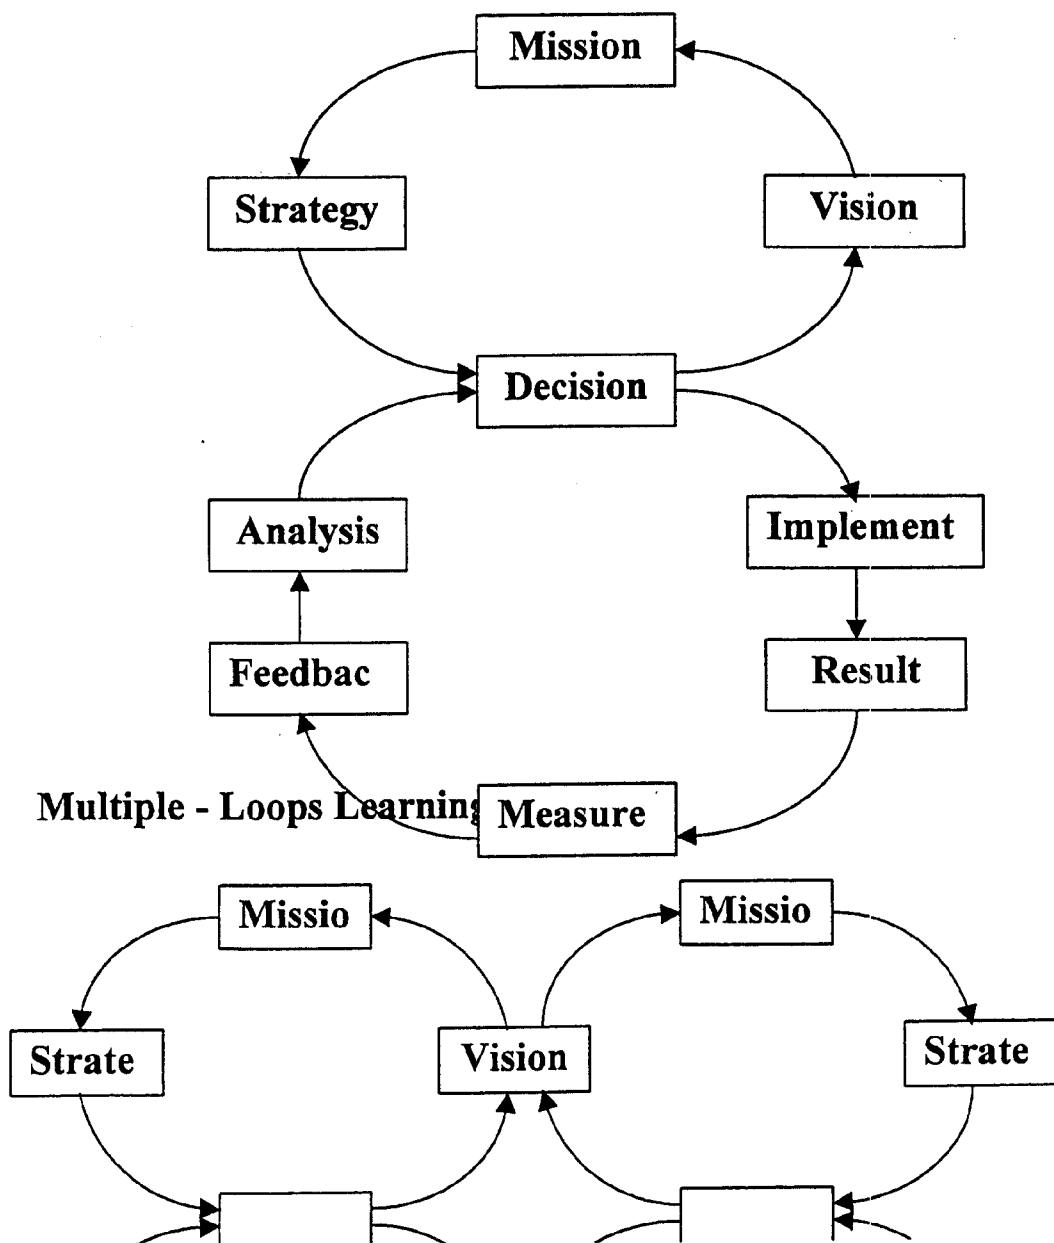 Mission
Strategy
Vision
Decision
Analysis
Implement
Feedbac
Result
Multiple - Loops Learning
Measure
Missio
Missio
Strate
Vision
Strate